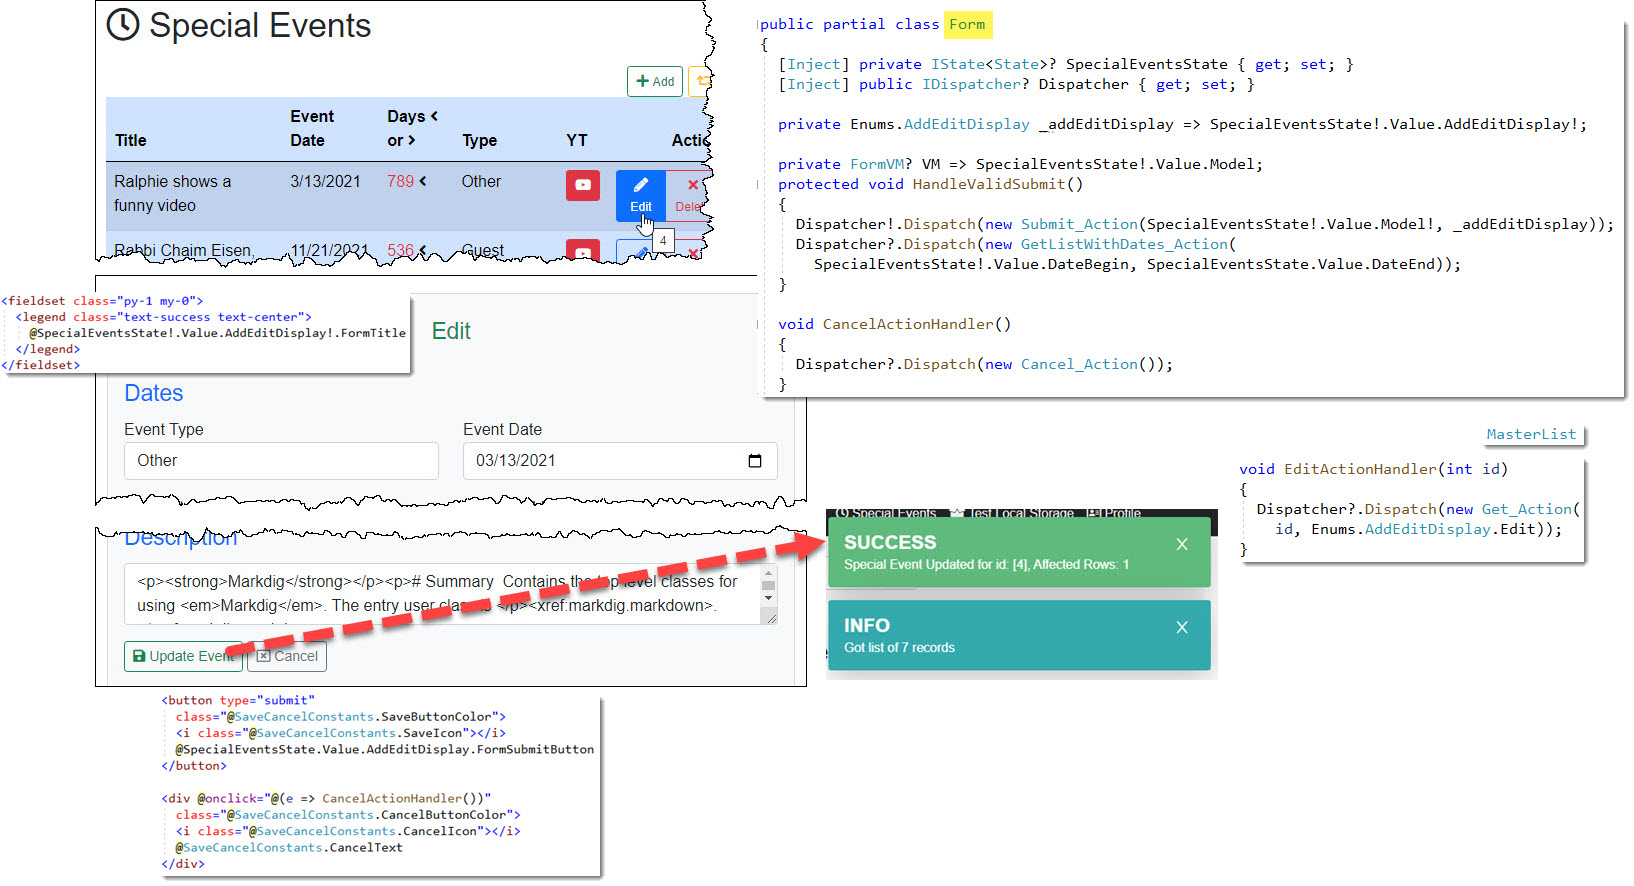 Special Events
+ Add
Title Event Date Days < or > Type YT Actic
Ralphie shows a funny video 3/13/2021 789 < Other Edit Dele
4
Rabbi Chaim Eisen, 11/21/2021 536 < Guest
<fieldset class="py-1 my-0">
<legend class="text-success text-center">
@SpecialEventsState!.Value.AddEditDisplay!.FormTitle
</legend>
</fieldset>
Edit
Dates
Event Type Event Date
Other 03/13/2021
Description
<p><strong>Markdig</strong></p><p># Summary Contains the top level classes for
using <em>Markdig</em>. The entry user class is </p><xref:markdig.markdown>.
Update Event Cancel
<button type="submit"
class="@SaveCancelConstants.SaveButtonColor">
<i class="@SaveCancelConstants.SaveIcon"></i>
@SpecialEventsState.Value.AddEditDisplay.FormSubmitButton
</button>
<div @onclick="@(e => CancelActionHandler())"
class="@SaveCancelConstants.CancelButtonColor">
<i class="@SaveCancelConstants.CancelIcon"></i>
@SaveCancelConstants.CancelText
</div>
public partial class Form
{
[Inject] private IState<State>? SpecialEventsState { get; set; }
[Inject] public IDispatcher? Dispatcher { get; set; }
private Enums.AddEditDisplay _addEditDisplay => SpecialEventsState!.Value.AddEditDisplay!;
private FormVM? VM => SpecialEventsState!.Value.Model;
protected void HandleValidSubmit()
{
Dispatcher!.Dispatch(new Submit_Action(SpecialEventsState!.Value.Model!, _addEditDisplay));
Dispatcher?.Dispatch(new GetListWithDates_Action(
SpecialEventsState!.Value.DateBegin, SpecialEventsState.Value.DateEnd));
}
void CancelActionHandler()
{
Dispatcher?.Dispatch(new Cancel_Action());
}
MasterList
void EditActionHandler(int id)
{
Dispatcher?.Dispatch(new Get_Action(
id, Enums.AddEditDisplay.Edit));
}
Special Events Test Local Storage Profile
SUCCESS X
Special Event Updated for id: [4], Affected Rows: 1
INFO X
Got list of 7 records